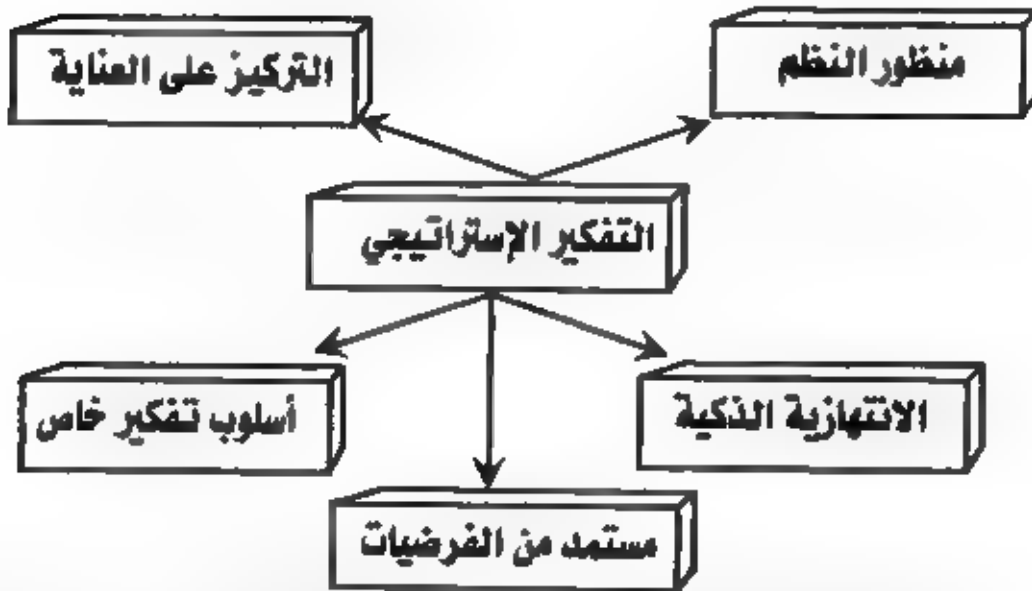 منظور النظم
التركيز على العناية
التفكير الإستراتيجي
الانتهازية الذكية
أسلوب تفكير خاص
مستمد من الفرضيات